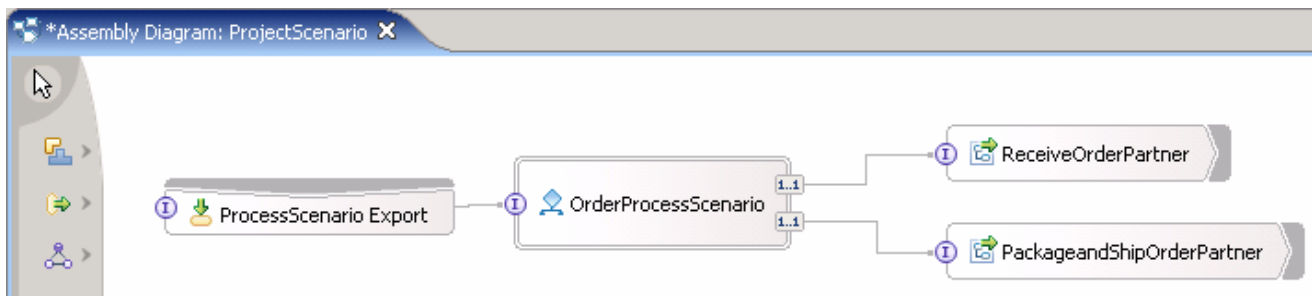 *Assembly Diagram: ProjectScenario
ProcessScenario Export
I
I
OrderProcessScenario
1..1
1..1
I
ReceiveOrderPartner
I
PackageandShipOrderPartner